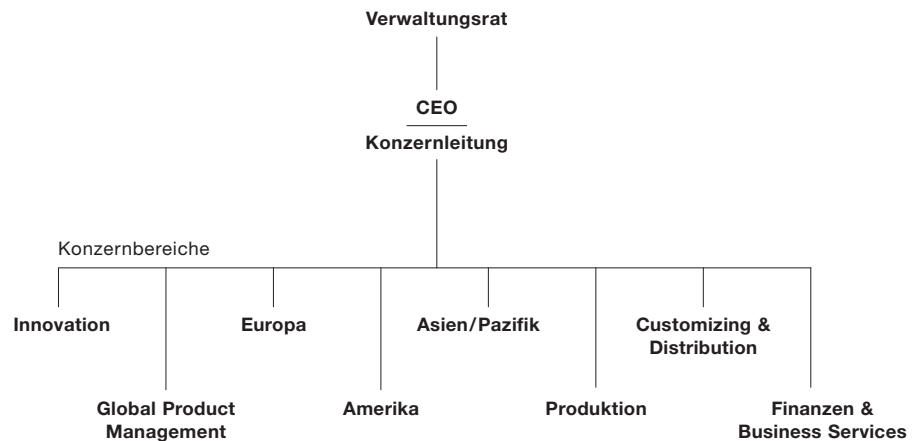 Verwaltungsrat
CEO
Konzernleitung
Konzernbereiche
Innovation
Europa
Asien/Pazifik
Customizing &
Distribution
Global Product
Management
Amerika
Produktion
Finanzen &
Business Services